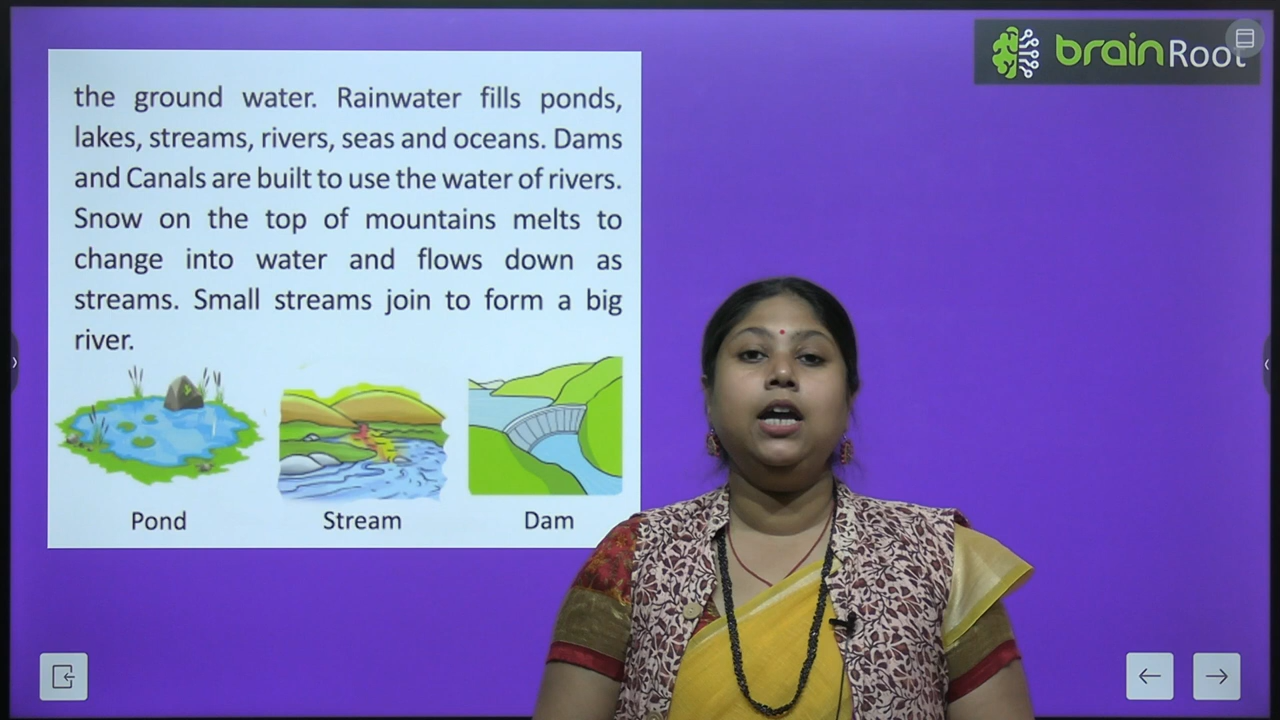 brainRoot
the ground water. Rainwater fills ponds,
lakes, streams, rivers, seas and oceans. Dams
and Canals are built to use the water of rivers.
Snow on the top of mountains melts to
change into water and flows down as
streams. Small streams join to form a big
river.
Pond Stream Dam